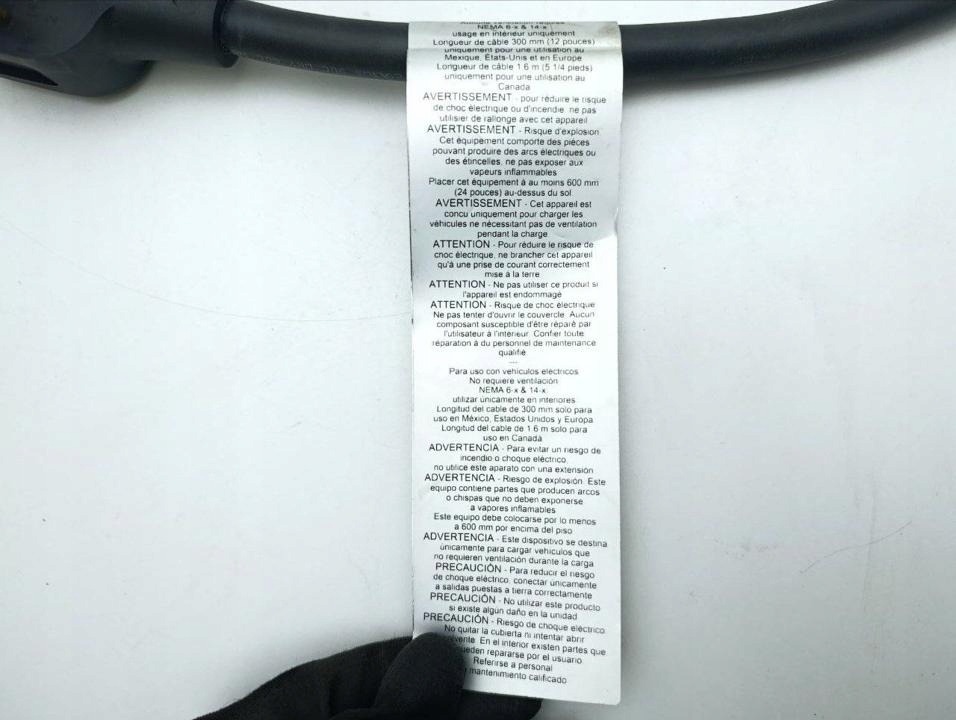 NEMA 6-x & 14-x
usage en intérieur uniquement
Longueur de câble 300 mm (12 pouces)
uniquement pour une utilisation au
Mexique, États-Unis et en Europe
Longueur de câble 1.6 m (5 1/4 pieds)
uniquement pour une utilisation au
Canada
AVERTISSEMENT - pour réduire le risque
de choc électrique ou d'incendie, ne pas
utilisier de rallonge avec cet appareil
AVERTISSEMENT - Risque d'explosion
Cet équipement comporte des pièces
pouvant produire des arcs électriques ou
des étincelles, ne pas exposer aux
vapeurs inflammables
Placer cet équipement à au moins 600 mm
(24 pouces) au-dessus du sol
AVERTISSEMENT - Cet appareil est
concu uniquement pour charger les
véhicules ne nécessitant pas de ventilation
pendant la charge
ATTENTION - Pour réduire le risque de
choc électrique, ne brancher cet appareil
qu'à une prise de courant correctement
mise à la terre
ATTENTION - Ne pas utiliser ce produit si
l'appareil est endommagé
ATTENTION - Risque de choc électrique
Ne pas tenter d'ouvrir le couvercle. Aucun
composant susceptible d'être réparé par
l'utilisateur à l'intérieur. Confier toute
réparation à du personnel de maintenance
qualifié.
---
Para uso con vehículos eléctricos
No requiere ventilación
NEMA 6-x & 14-x
utilizar únicamente en interiores
Longitud del cable de 300 mm solo para
uso en México, Estados Unidos y Europa
Longitud del cable de 1.6 m solo para
uso en Canadá
ADVERTENCIA - Para evitar un riesgo de
incendio o choque eléctrico,
no utilice este aparato con una extensión
ADVERTENCIA - Riesgo de explosión. Este
equipo contiene partes que producen arcos
o chispas que no deben exponerse
a vapores inflamables
Este equipo debe colocarse por lo menos
a 600 mm por encima del piso
ADVERTENCIA - Este dispositivo se destina
únicamente para cargar vehículos que
no requieren ventilación durante la carga
PRECAUCIÓN - Para reducir el riesgo
de choque eléctrico, conectar únicamente
a salidas puestas a tierra correctamente
PRECAUCIÓN - No utilizar este producto
si existe algún daño en la unidad
PRECAUCIÓN - Riesgo de choque eléctrico.
No quitar la cubierta ni intentar abrir
En el interior existen partes que
repararse por el usuario.
Referirse a personal
mantenimiento calificado